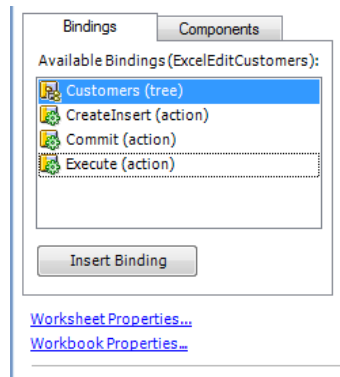 Bindings
Components
Available Bindings (ExcelEditCustomers):
Customers (tree)
CreateInsert (action)
Commit (action)
Execute (action)
Insert Binding
Worksheet Properties...
Workbook Properties...